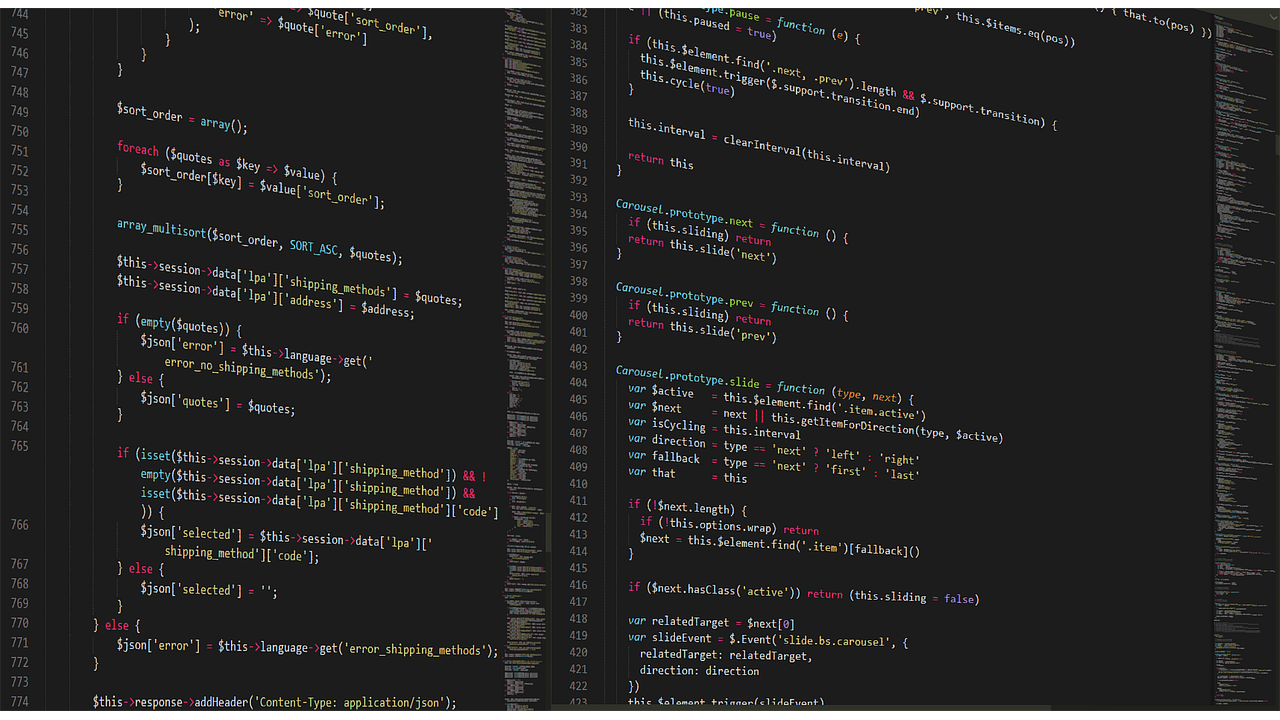 744 'error' => $quote['sort_order'],
745 'error' => $quote['error']
);
746 }
747 }
}
748
749 $sort_order = array();
750
751 foreach ($quotes as $key => $value) {
752 $sort_order[$key] = $value['sort_order'];
753 }
754
755 array_multisort($sort_order, SORT_ASC, $quotes);
756
757 $this->session->data['lpa']['shipping_methods'] = $quotes;
758 $this->session->data['lpa']['address'] = $address;
759
760 if (empty($quotes)) {
$json['error'] = $this->language->get('
error_no_shipping_methods');
761 } else {
762 $json['quotes'] = $quotes;
763 }
764
765 if (isset($this->session->data['lpa']['shipping_method']) && !
empty($this->session->data['lpa']['shipping_method']) &&
isset($this->session->data['lpa']['shipping_method']['code']
)) {
766 $json['selected'] = $this->session->data['lpa']['
shipping_method']['code'];
767 } else {
768 $json['selected'] = '';
769 }
770 } else {
771 $json['error'] = $this->language->get('error_shipping_methods');
772 }
773
774 $this->response->addHeader('Content-Type: application/json');
382 .pause = function (e) {
383 || (this.paused = true)
384
385 if (this.$element.find('.next, .prev').length && $.support.transition) {
386 this.$element.trigger($.support.transition.end)
387 this.cycle(true)
388 }
389
390 this.interval = clearInterval(this.interval)
391
392 return this
}
393
394 Carousel.prototype.next = function () {
395 if (this.sliding) return
396 return this.slide('next')
397 }
398
399 Carousel.prototype.prev = function () {
400 if (this.sliding) return
401 return this.slide('prev')
402 }
403
404 Carousel.prototype.slide = function (type, next) {
405 var $active = this.$element.find('.item.active')
406 var $next = next || this.getItemForDirection(type, $active)
407 var isCycling = this.interval
408 var direction = type == 'next' ? 'left' : 'right'
409 var fallback = type == 'next' ? 'first' : 'last'
410 var that = this
411
412 if (!$next.length) {
413 if (!this.options.wrap) return
414 $next = this.$element.find('.item')[fallback]()
415 }
416
417 if ($next.hasClass('active')) return (this.sliding = false)
418 var relatedTarget = $next[0]
419 var slideEvent = $.Event('slide.bs.carousel', {
420 relatedTarget: relatedTarget,
421 direction: direction
422 })
423 this.$element.trigger(slideEvent)
'prev', this.$items.eq(pos))
{ that.to(pos) })